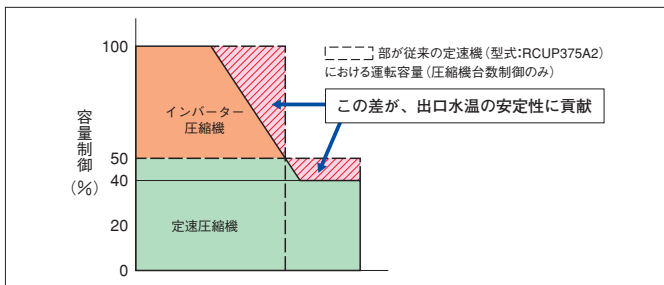 部が従来の定速機(型式:RCUP375A2)
における運転容量(圧縮機台数制御のみ)
この差が、出口水温の安定性に貢献
インバーター
圧縮機
定速圧縮機
容量制御
(%)
100
50
40
20
0